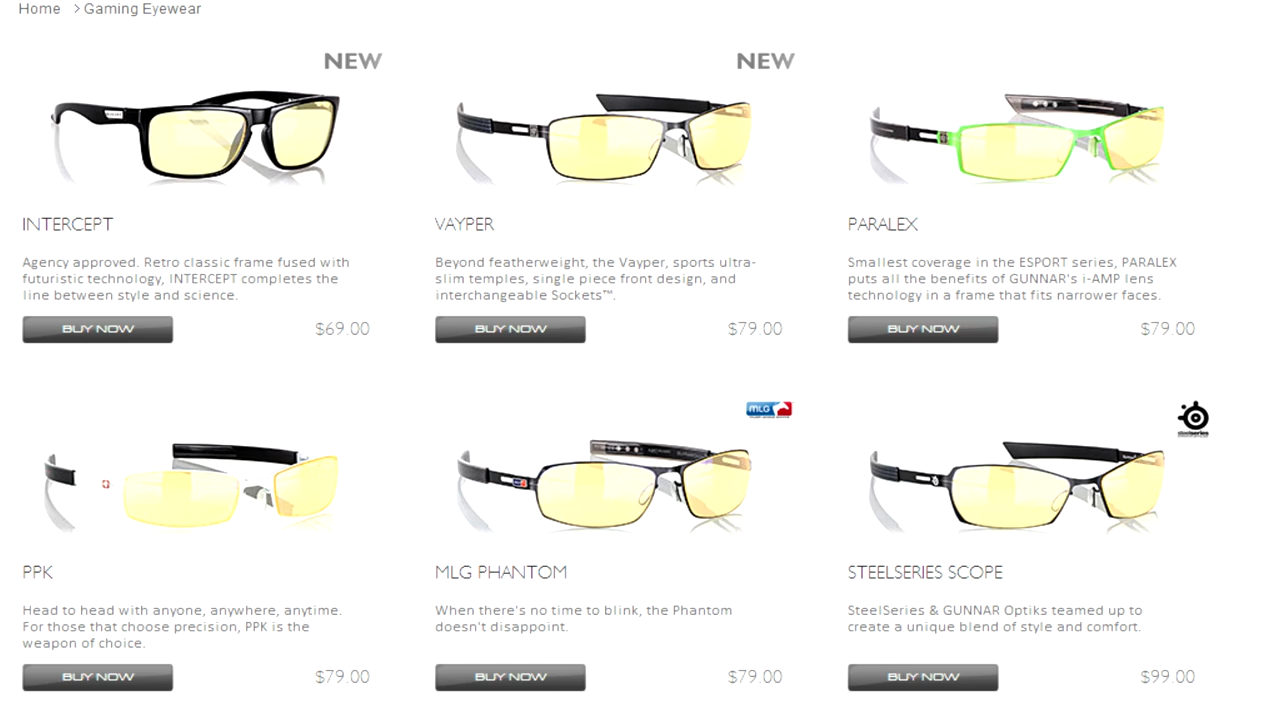 Home > Gaming Eyewear
NEW
NEW
INTERCEPT
VAYPER
PARALEX
Agency approved. Retro classic frame fused with
futuristic technology, INTERCEPT completes the
line between style and science.
Beyond featherweight, the Vayper, sports ultra-
slim temples, single piece front design, and
interchangeable Sockets™.
Smallest coverage in the ESPORT series, PARALEX
puts all the benefits of GUNNAR's i-AMP lens
technology in a frame that fits narrower faces.
BUY NOW
$69.00
BUY NOW
$79.00
BUY NOW
$79.00
MLG
steelseries
PPK
MLG PHANTOM
STEELSERIES SCOPE
Head to head with anyone, anywhere, anytime.
For those that choose precision, PPK is the
weapon of choice.
When there's no time to blink, the Phantom
doesn't disappoint.
SteelSeries & GUNNAR Optiks teamed up to
create a unique blend of style and comfort.
BUY NOW
$79.00
BUY NOW
$79.00
BUY NOW
$99.00